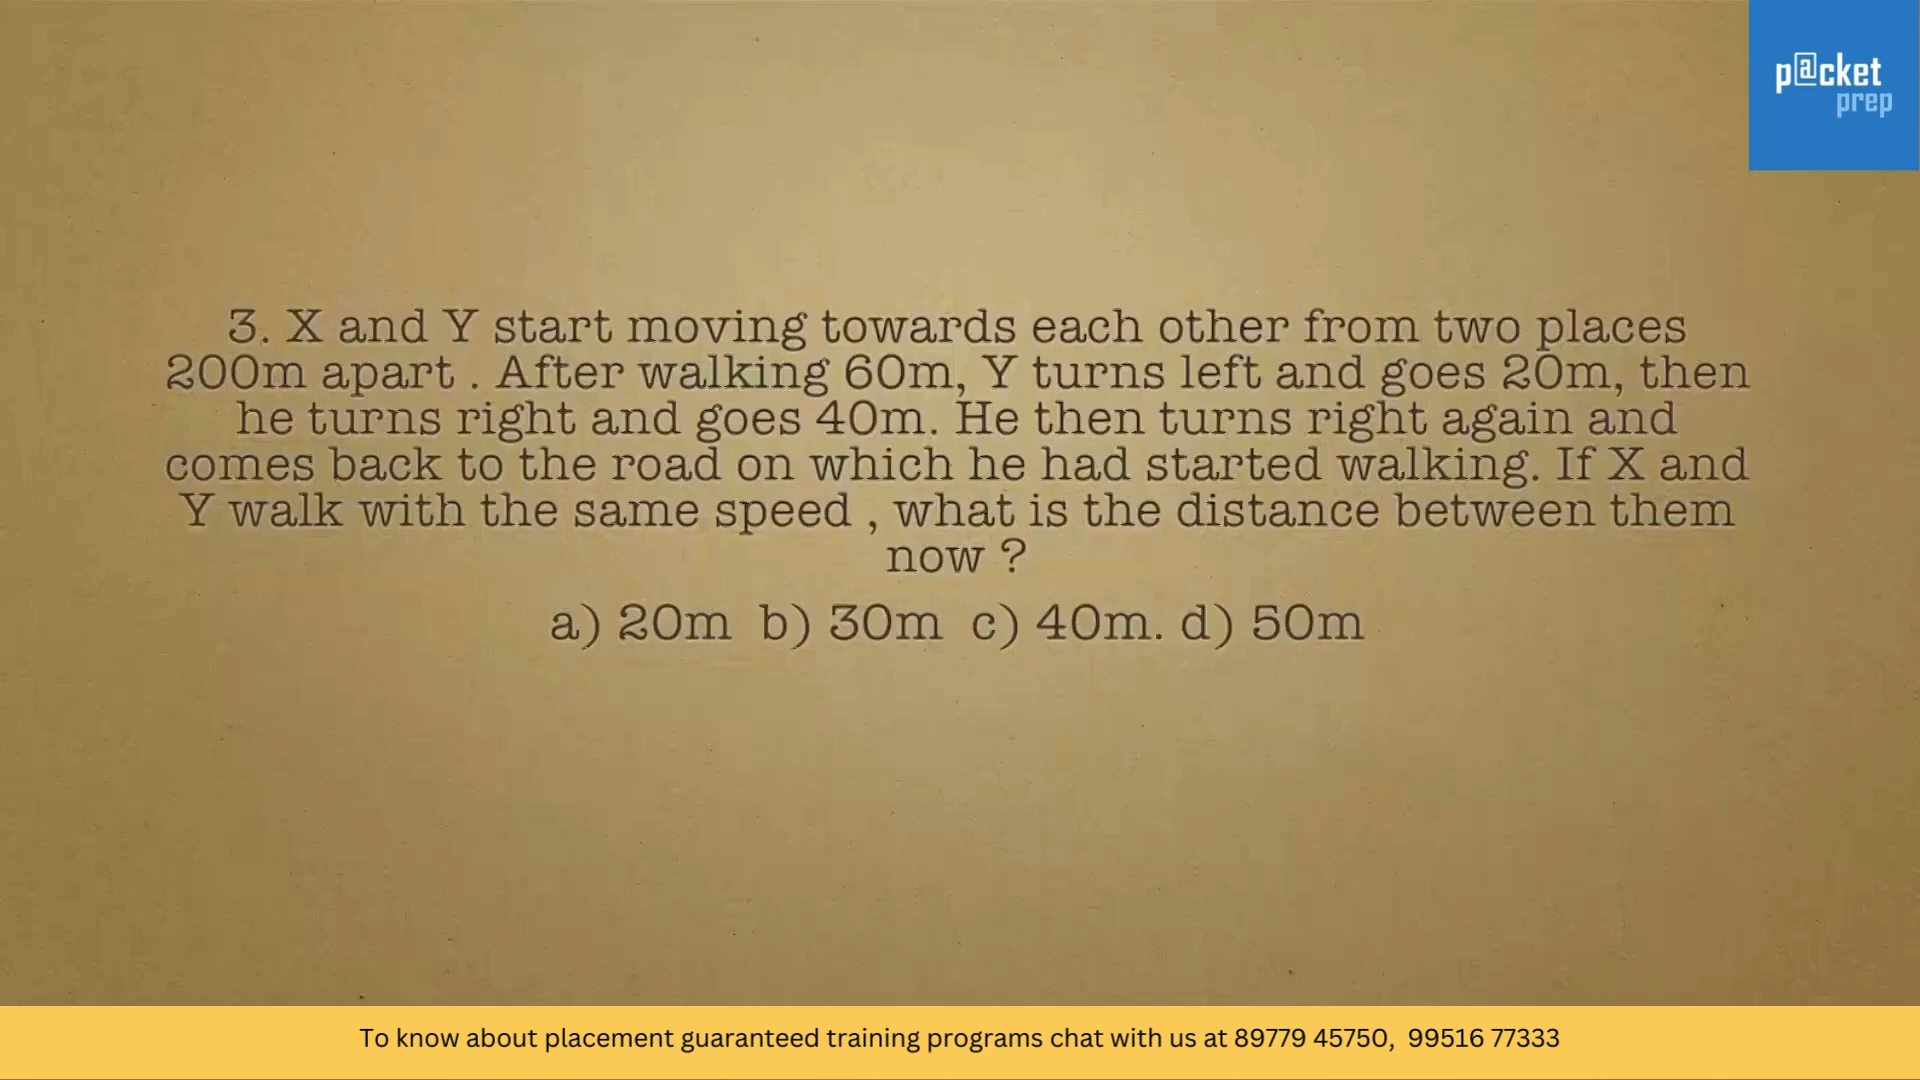 p@cket
prep
3. X and Y start moving towards each other from two places
200m apart . After walking 60m, Y turns left and goes 20m, then
he turns right and goes 40m. He then turns right again and
comes back to the road on which he had started walking. If X and
Y walk with the same speed , what is the distance between them
now ?
a) 20m b) 30m c) 40m. d) 50m
To know about placement guaranteed training programs chat with us at 89779 45750, 99516 77333